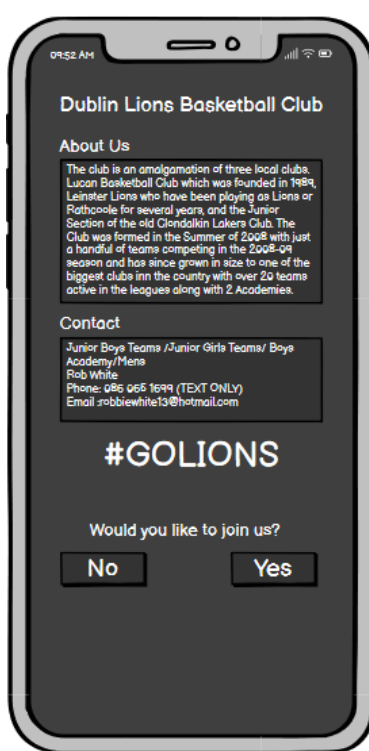 09:52 AM
Dublin Lions Basketball Club
About Us
The club is an amalgamation of three local clubs.
Lucan Basketball Club which was founded in 1989,
Leinster Lions who have been playing as Lions or
Rathcoole for several years, and the Junior
Section of the old Clondalkin Lakers Club. The
Club was formed in the Summer of 2008 with just
a handful of teams competing in the 2008-09
season and has since grown in size to one of the
biggest clubs inn the country with over 20 teams
active in the leagues along with 2 Academies.
Contact
Junior Boys Teams /Junior Girls Teams/ Boys
Academy/Mens
Rob White
Phone: 086 065 1699 (TEXT ONLY)
Email :robbiewhite13@hotmail.com
#GOLIONS
Would you like to join us?
No Yes